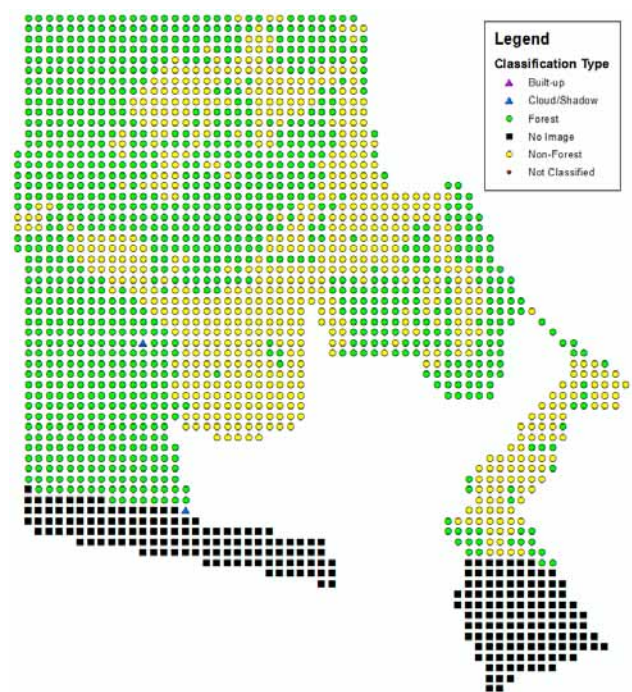 Legend
Classification Type
Built-up
Cloud/Shadow
Forest
No Image
Non-Forest
Not Classified